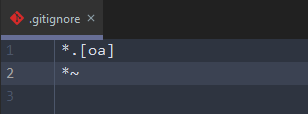 .gitignore ×
1 *.[oa]
2 *~
3